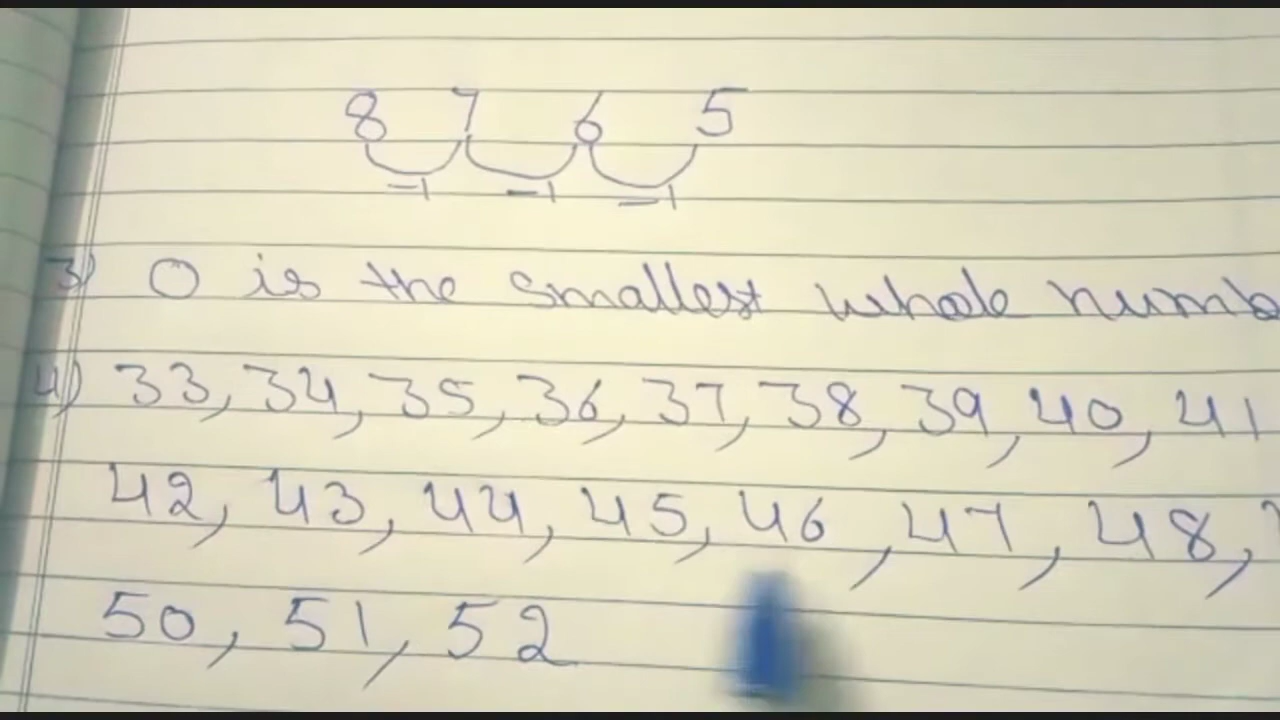 8 7 6 5
-1 -1 -1
3) 0 is the smallest whole numbe
4) 33, 34, 35, 36, 37, 38, 39, 40, 41
42, 43, 44, 45, 46, 47, 48,
50, 51, 52